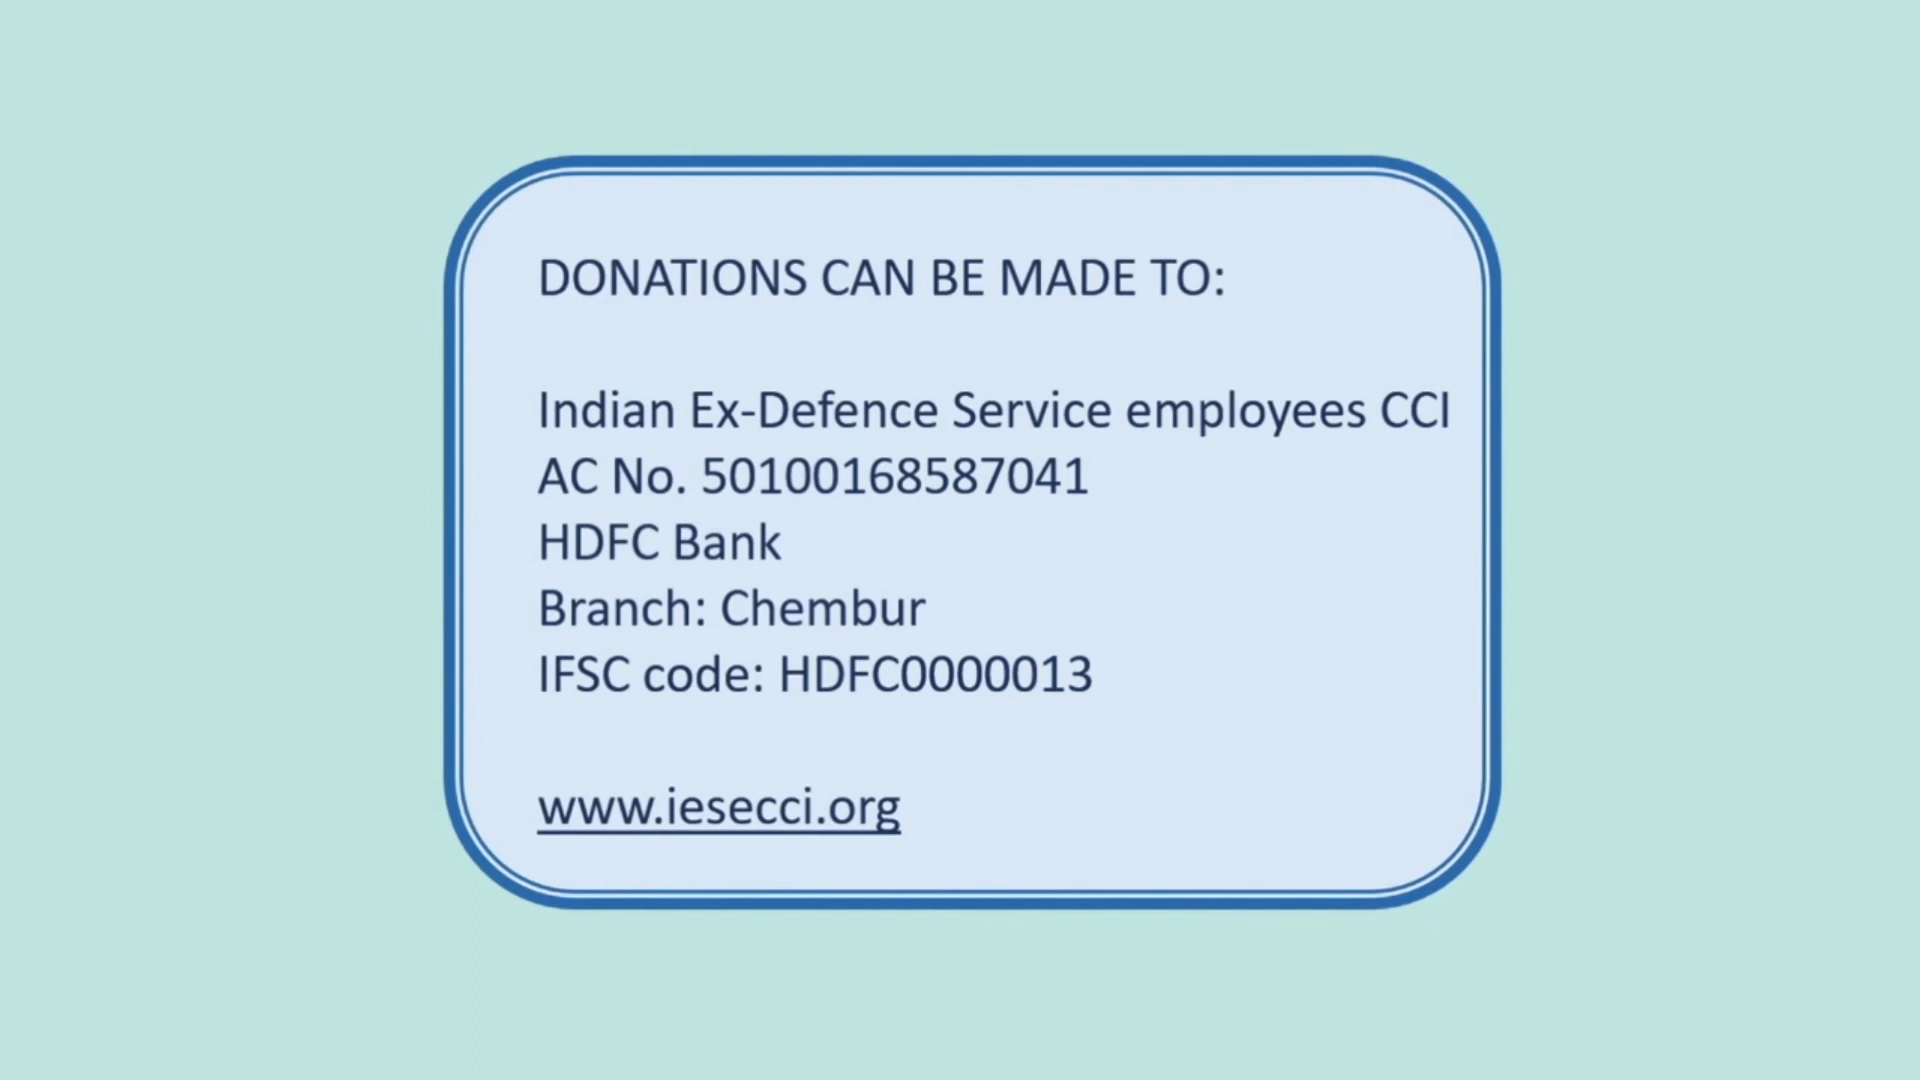 DONATIONS CAN BE MADE TO:
Indian Ex-Defence Service employees CCI
AC No. 50100168587041
HDFC Bank
Branch: Chembur
IFSC code: HDFC0000013
www.iesecci.org